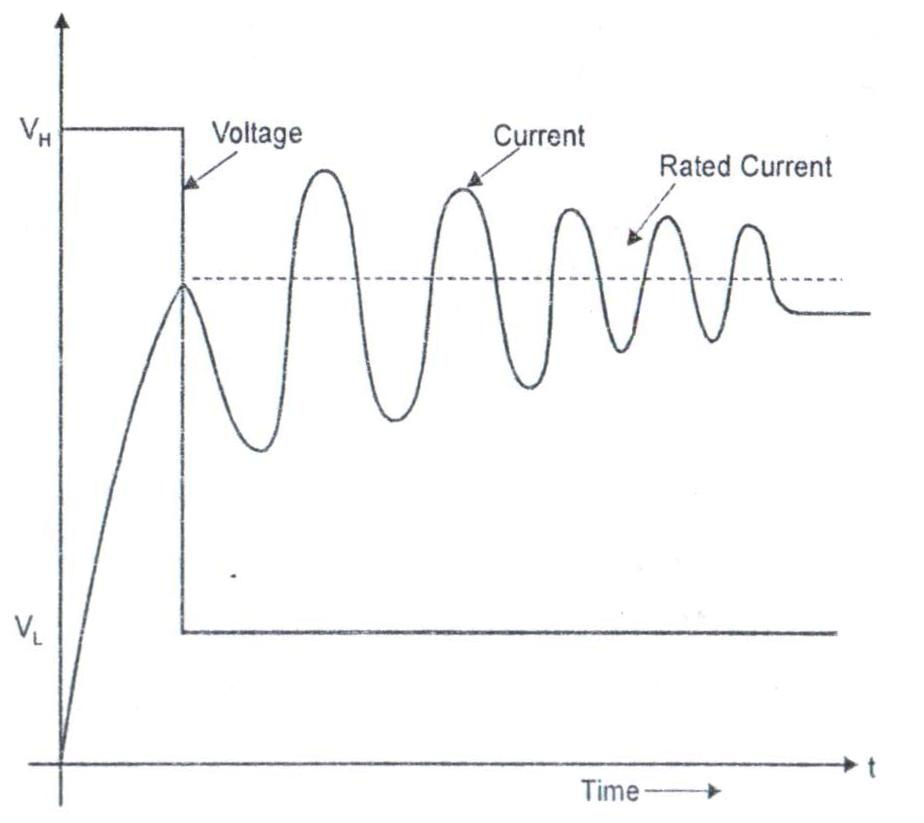 V_H
Voltage
Current
Rated Current
V_L
t
Time